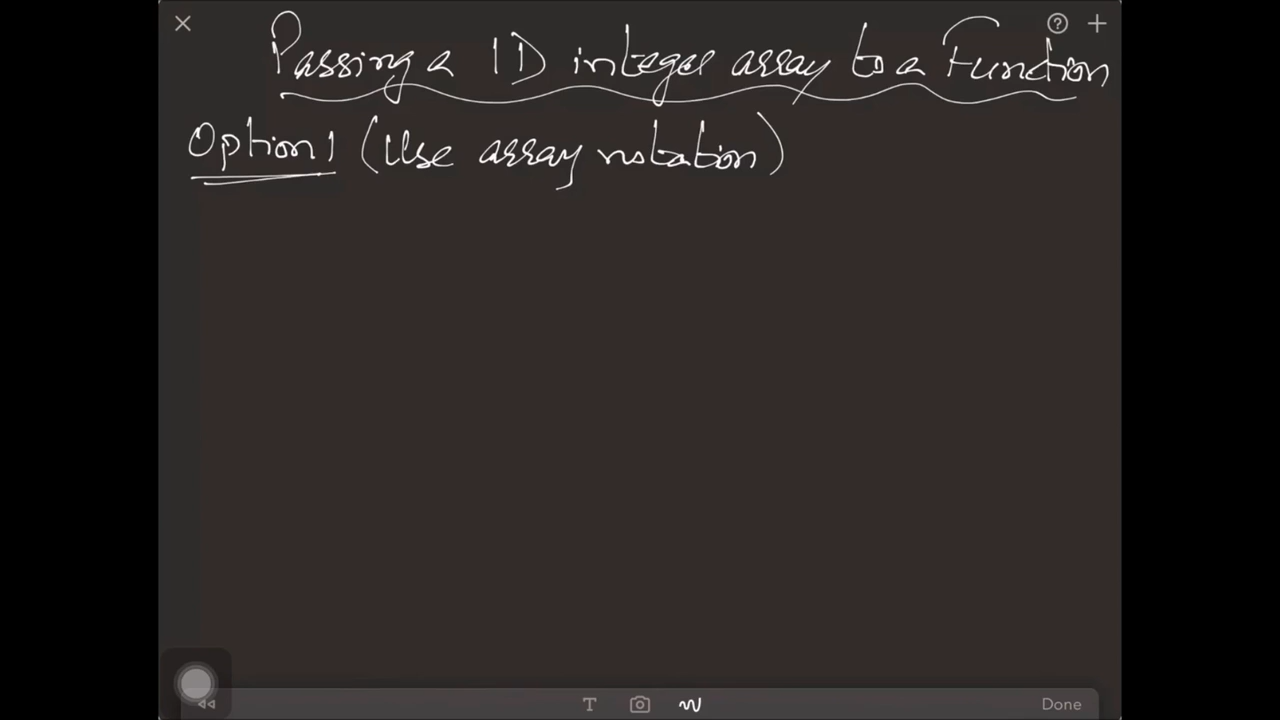 Passing a 1D integer array to a Function
Option 1 (Use array notation)
T
Done